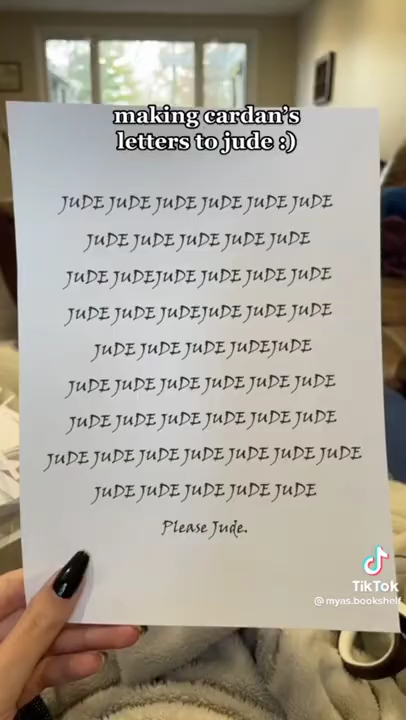 making cardan's
letters to jude :)
JUDE JUDE JUDE JUDE JUDE JUDE
JUDE JUDE JUDE JUDE JUDE
JUDE JUDEJUDE JUDE JUDE JUDE
JUDE JUDE JUDEJUDE JUDE JUDE
JUDE JUDE JUDE JUDEJUDE
JUDE JUDE JUDE JUDE JUDE JUDE
JUDE JUDE JUDE JUDE JUDE JUDE
JUDE JUDE JUDE JUDE JUDE JUDE JUDE
JUDE JUDE JUDE JUDE JUDE
Please Jude.
TikTok
@myas.bookshelf